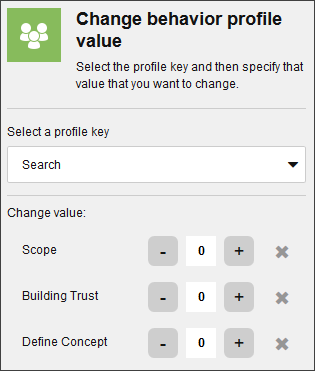 Change behavior profile
value
Select the profile key and then specify that
value that you want to change.
Select a profile key
Search
Change value:
Scope - 0 +
Building Trust - 0 +
Define Concept - 0 +